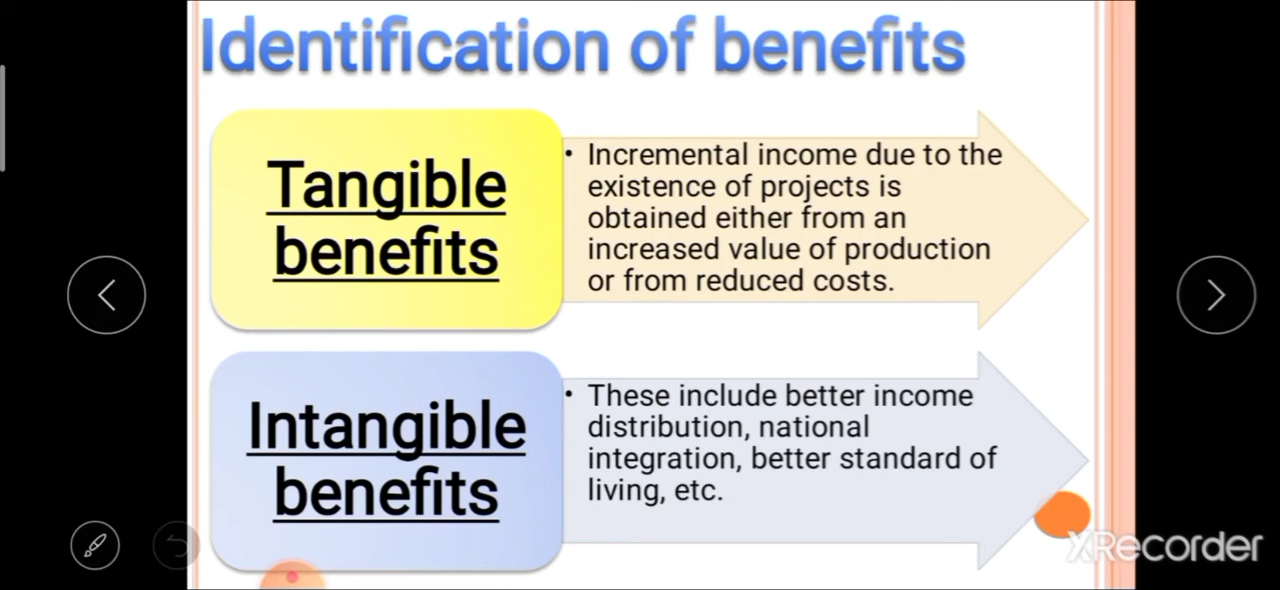 Identification of benefits
Tangible
benefits
• Incremental income due to the
existence of projects is
obtained either from an
increased value of production
or from reduced costs.
Intangible
benefits
• These include better income
distribution, national
integration, better standard of
living, etc.
XRecorder